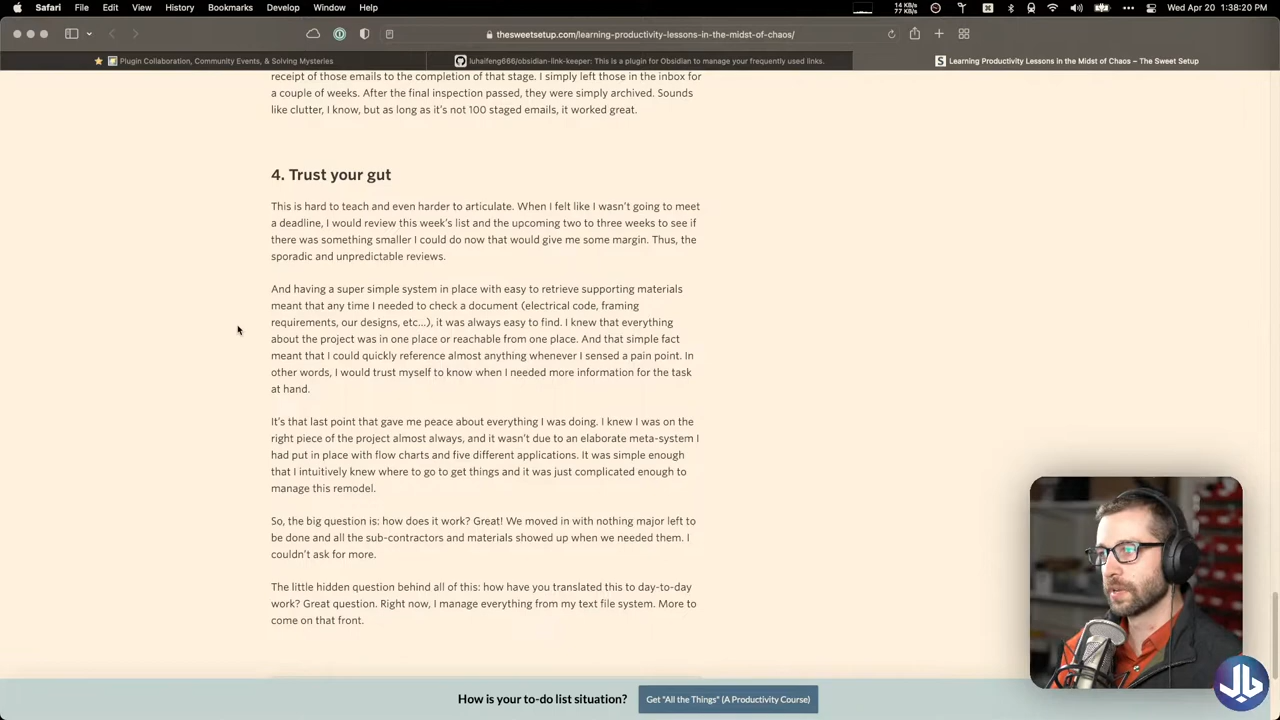 Safari File Edit View History Bookmarks Develop Window Help
14 KB/s
77 KB/s
Wed Apr 20 1:38:20 PM
thesweetsetup.com/learning-productivity-lessons-in-the-midst-of-chaos/
Plugin Collaboration, Community Events, & Solving Mysteries
luhaifeng666/obsidian-link-keeper: This is a plugin for Obsidian to manage your frequently used links.
S Learning Productivity Lessons in the Midst of Chaos – The Sweet Setup
receipt of those emails to the completion of that stage. I simply left those in the inbox for
a couple of weeks. After the final inspection passed, they were simply archived. Sounds
like clutter, I know, but as long as it’s not 100 staged emails, it worked great.
4. Trust your gut
This is hard to teach and even harder to articulate. When I felt like I wasn’t going to meet
a deadline, I would review this week’s list and the upcoming two to three weeks to see if
there was something smaller I could do now that would give me some margin. Thus, the
sporadic and unpredictable reviews.
And having a super simple system in place with easy to retrieve supporting materials
meant that any time I needed to check a document (electrical code, framing
requirements, our designs, etc…), it was always easy to find. I knew that everything
about the project was in one place or reachable from one place. And that simple fact
meant that I could quickly reference almost anything whenever I sensed a pain point. In
other words, I would trust myself to know when I needed more information for the task
at hand.
It’s that last point that gave me peace about everything I was doing. I knew I was on the
right piece of the project almost always, and it wasn’t due to an elaborate meta-system I
had put in place with flow charts and five different applications. It was simple enough
that I intuitively knew where to go to get things and it was just complicated enough to
manage this remodel.
So, the big question is: how does it work? Great! We moved in with nothing major left to
be done and all the sub-contractors and materials showed up when we needed them. I
couldn’t ask for more.
The little hidden question behind all of this: how have you translated this to day-to-day
work? Great question. Right now, I manage everything from my text file system. More to
come on that front.
How is your to-do list situation?
Get "All the Things" (A Productivity Course)